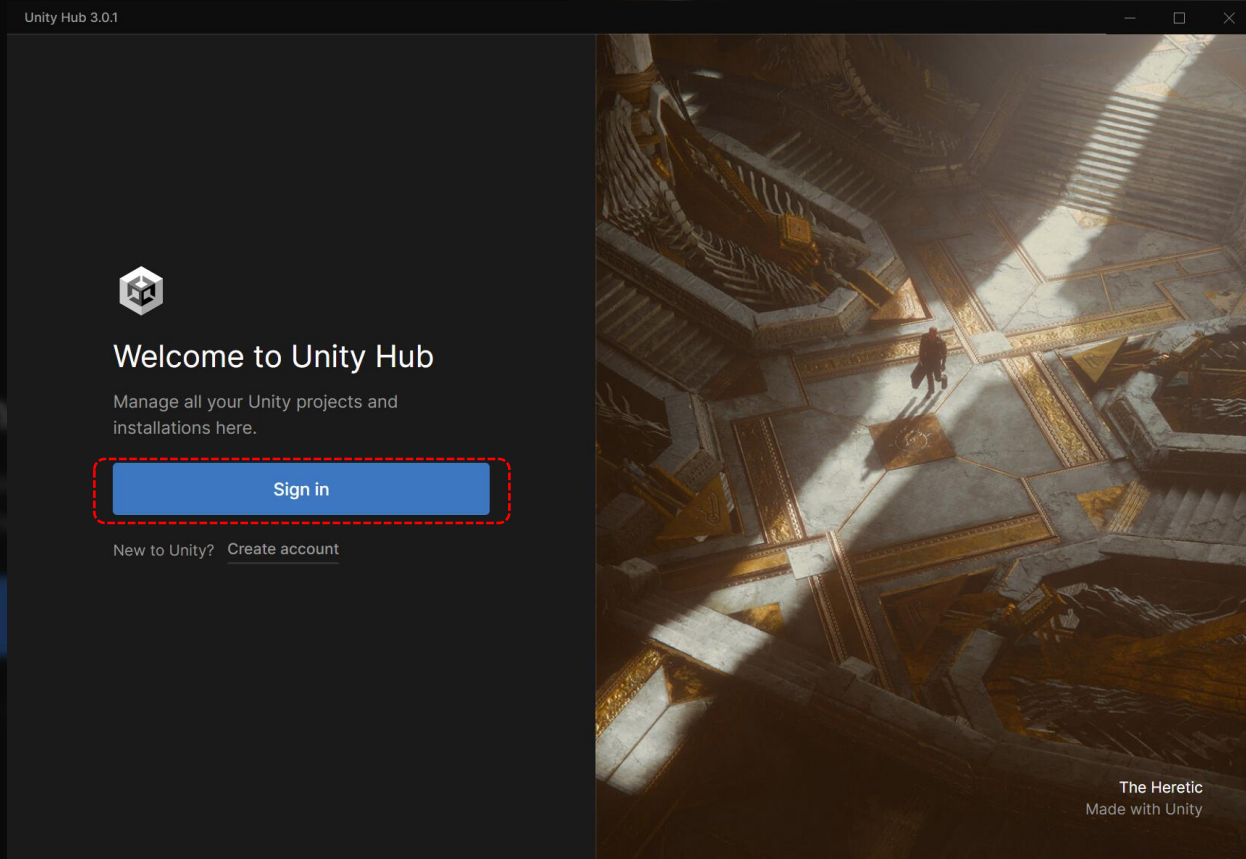 Unity Hub 3.0.1
Welcome to Unity Hub
Manage all your Unity projects and
installations here.
Sign in
New to Unity? Create account
The Heretic
Made with Unity